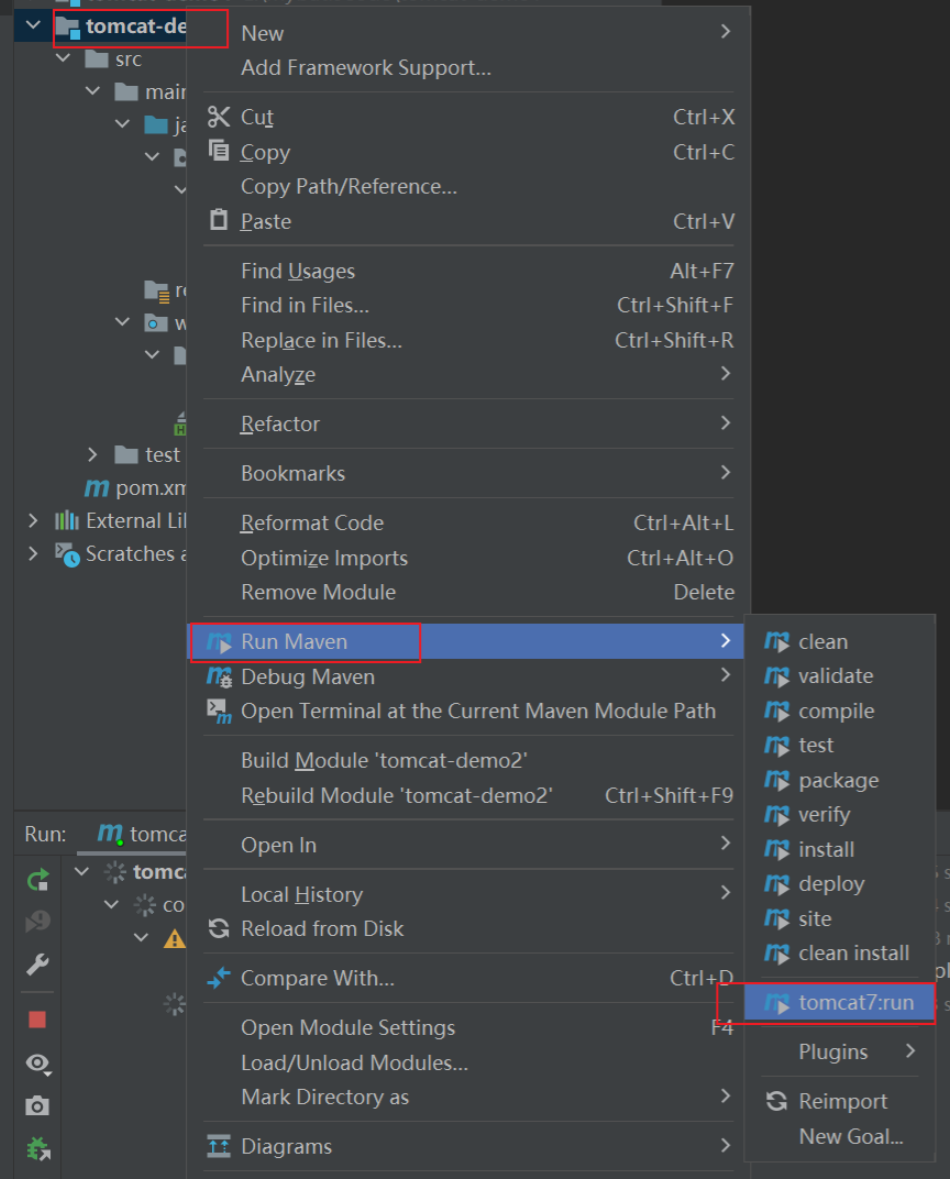 tomcat-de
New
src
Add Framework Support...
main
Cut Ctrl+X
Copy Ctrl+C
Copy Path/Reference...
Paste Ctrl+V
Find Usages Alt+F7
Find in Files... Ctrl+Shift+F
Replace in Files... Ctrl+Shift+R
Analyze
Refactor
test
Bookmarks
pom.xm
External Li
Reformat Code Ctrl+Alt+L
Scratches a
Optimize Imports Ctrl+Alt+O
Remove Module Delete
Run Maven
Debug Maven
Open Terminal at the Current Maven Module Path
Build Module 'tomcat-demo2'
Rebuild Module 'tomcat-demo2' Ctrl+Shift+F9
Open In
Local History
Reload from Disk
Compare With... Ctrl+D
Open Module Settings F4
Load/Unload Modules...
Mark Directory as
Diagrams
clean
validate
compile
test
package
verify
install
deploy
site
clean install
tomcat7:run
Plugins
Reimport
New Goal...
Run: tomca
tomc
co